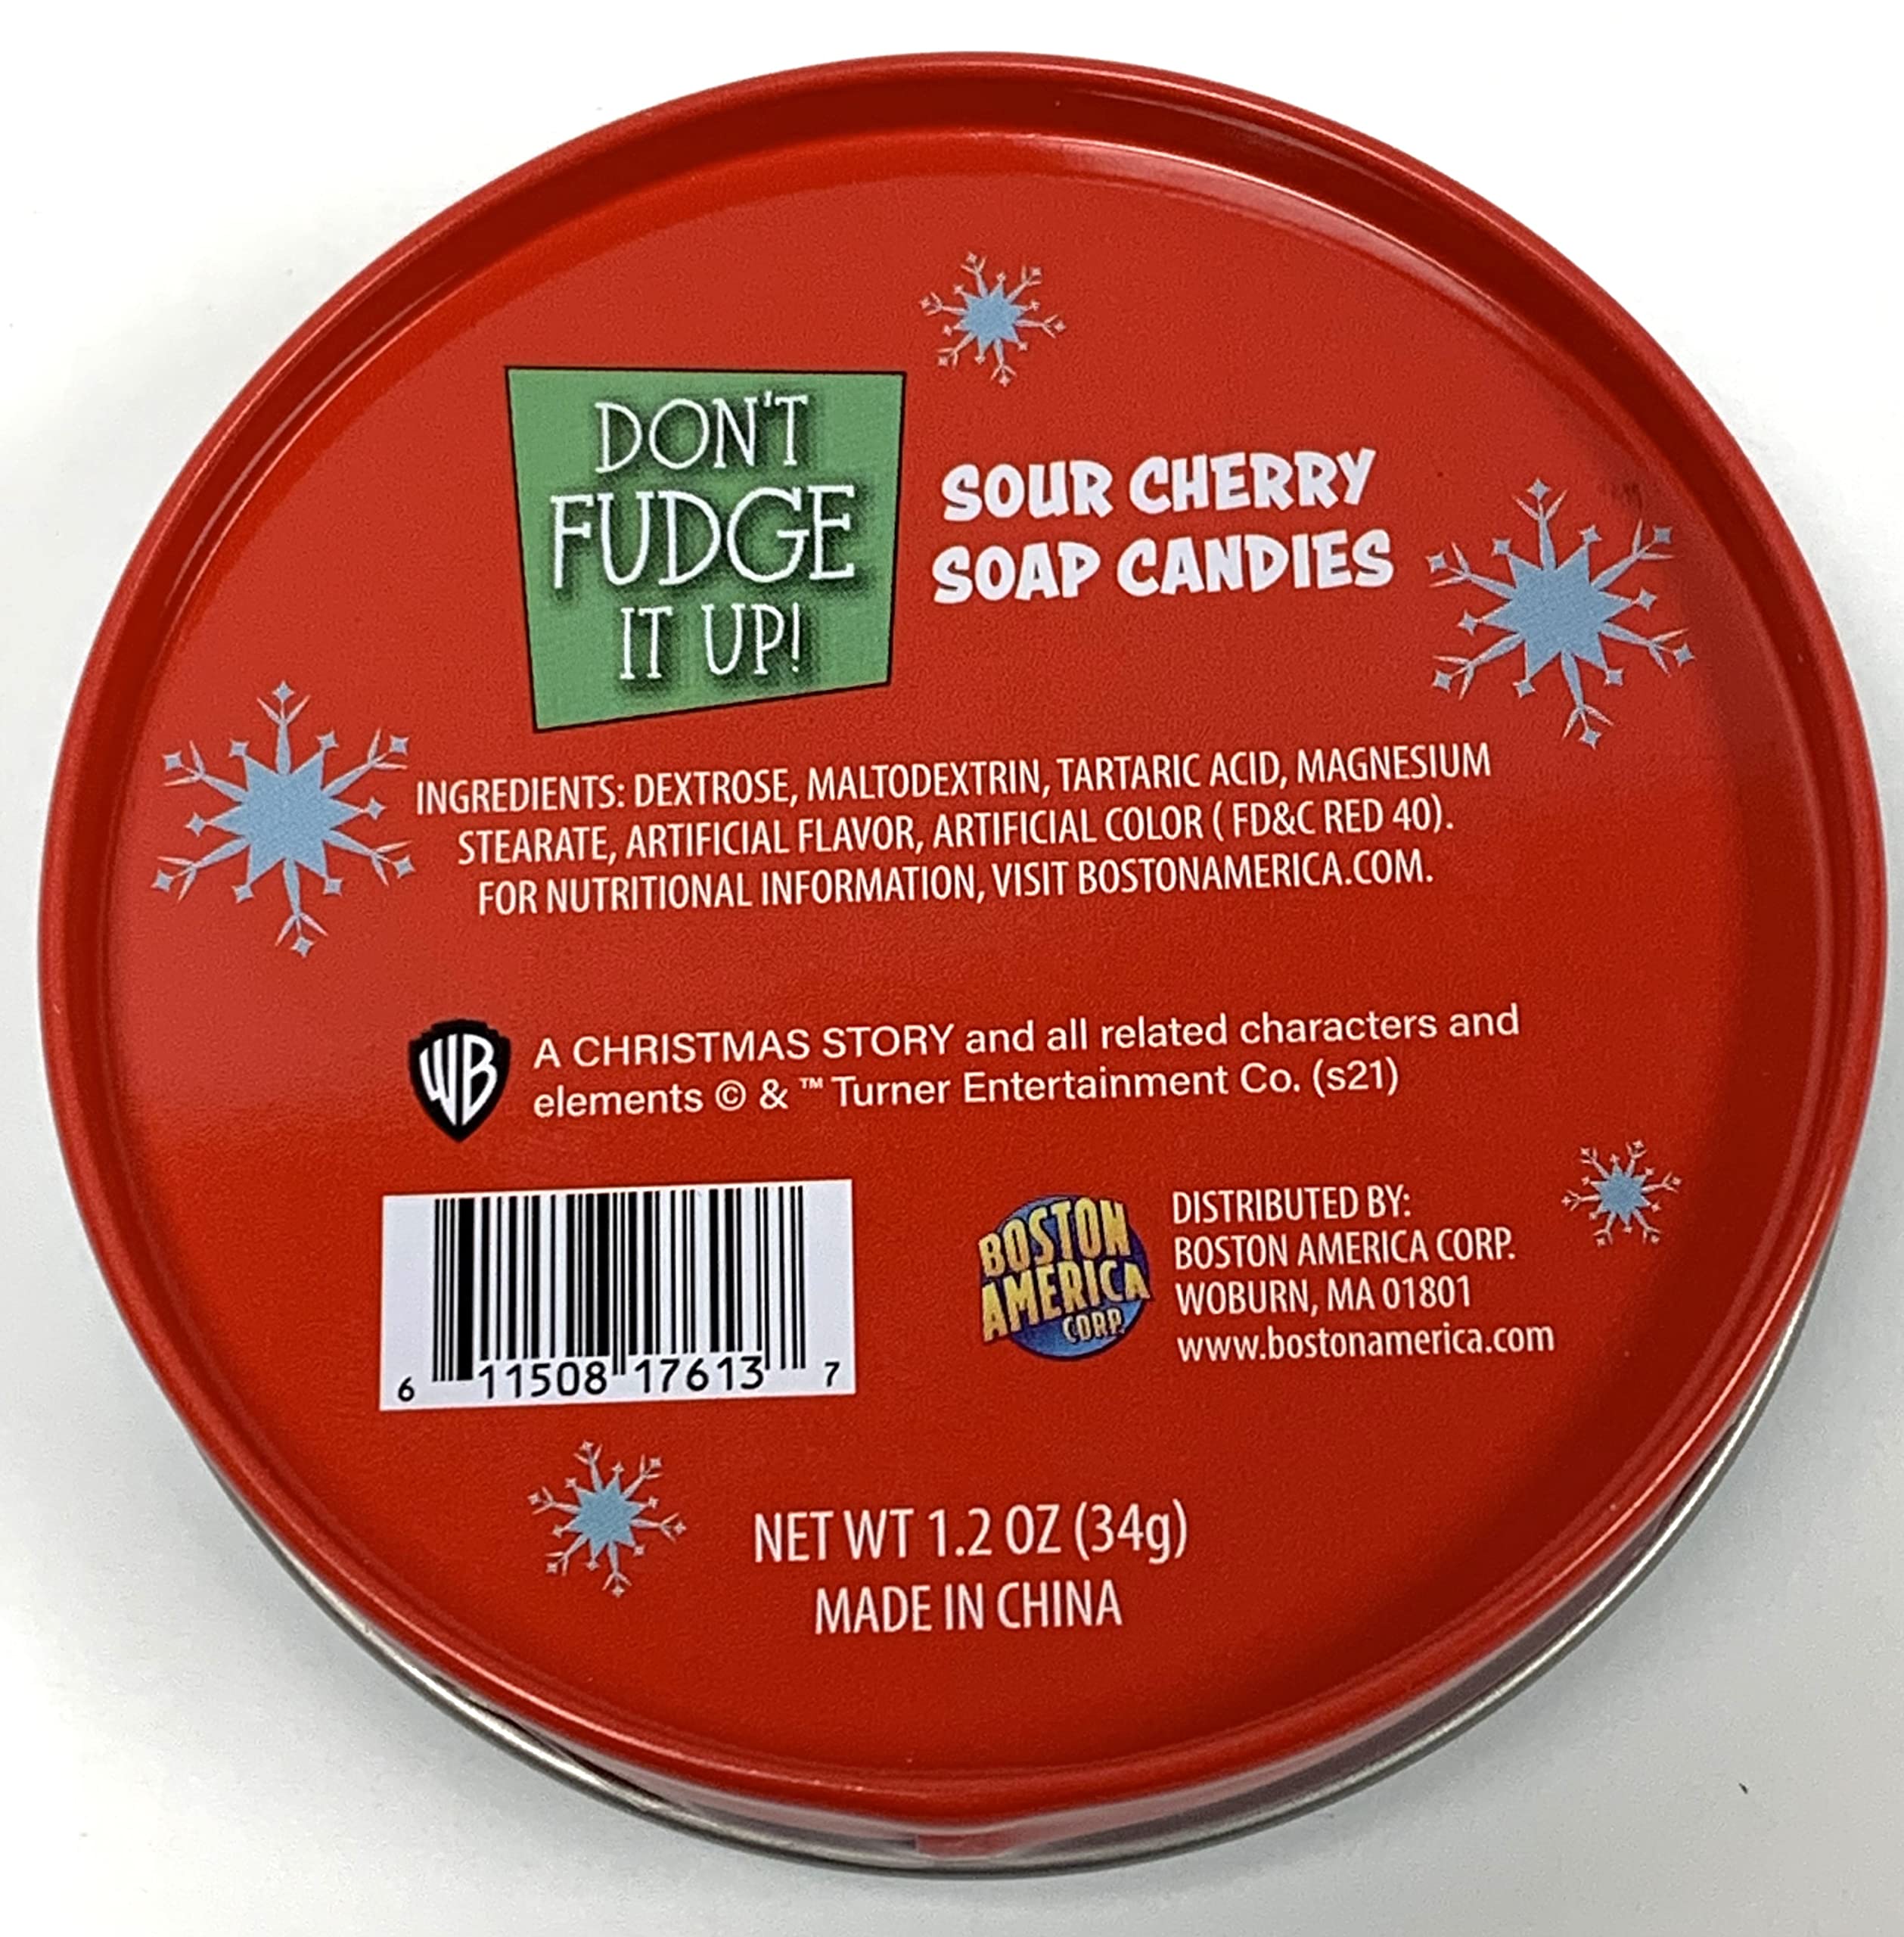 DON'T
FUDGE
IT UP!
SOUR CHERRY
SOAP CANDIES
INGREDIENTS: DEXTROSE, MALTODEXTRIN, TARTARIC ACID, MAGNESIUM
STEARATE, ARTIFICIAL FLAVOR, ARTIFICIAL COLOR ( FD&C RED 40).
FOR NUTRITIONAL INFORMATION, VISIT BOSTONAMERICA.COM.
WB
A CHRISTMAS STORY and all related characters and
elements © & ™ Turner Entertainment Co. (s21)
6 11508 17613 7
BOSTON
AMERICA
CORP.
DISTRIBUTED BY:
BOSTON AMERICA CORP.
WOBURN, MA 01801
www.bostonamerica.com
NET WT 1.2 OZ (34g)
MADE IN CHINA